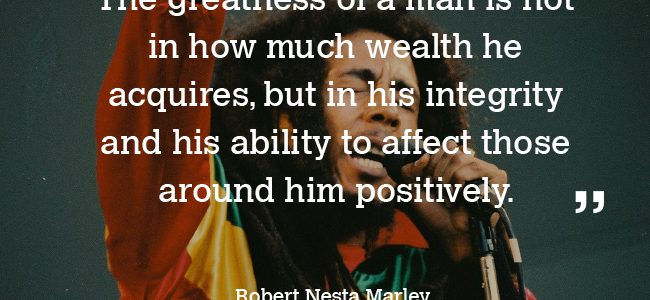 The greatness of a man is not
in how much wealth he
acquires, but in his integrity
and his ability to affect those
around him positively.
”
Robert Nesta Marley